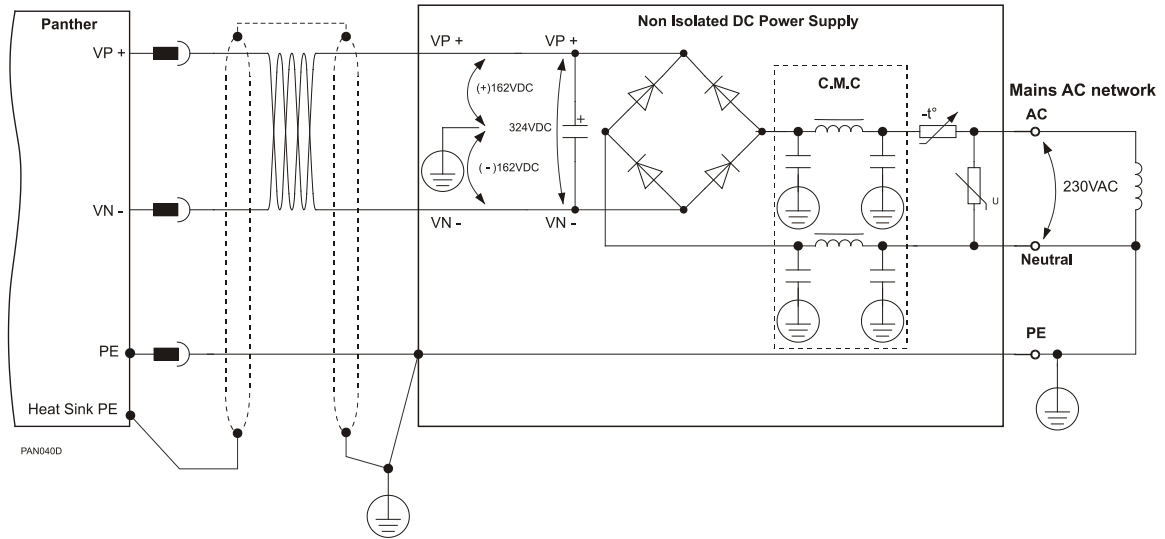 Panther
Non Isolated DC Power Supply
VP +
VP +
VP +
C.M.C
Mains AC network
(+)162VDC
-t°
AC
324VDC
+
(-)162VDC
230VAC
U
VN -
VN -
VN -
Neutral
PE
PE
Heat Sink PE
PAN040D